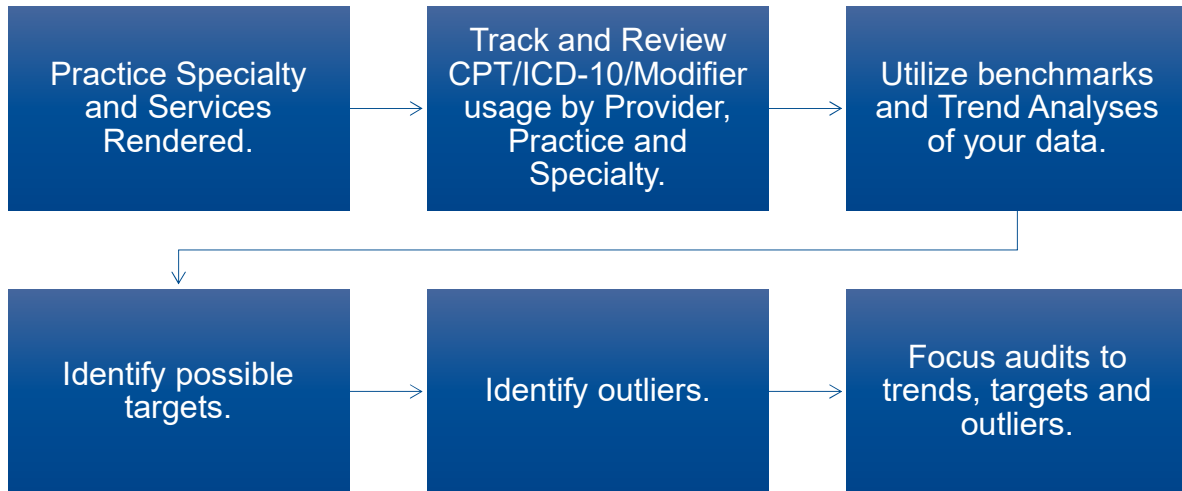 Practice Specialty
and Services
Rendered.
Track and Review
CPT/ICD-10/Modifier
usage by Provider,
Practice and
Specialty.
Utilize benchmarks
and Trend Analyses
of your data.
Identify possible
targets.
Identify outliers.
Focus audits to
trends, targets and
outliers.